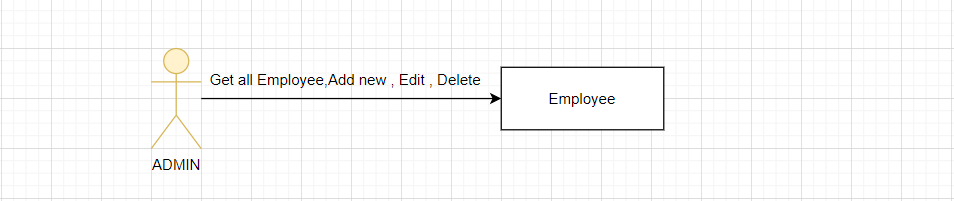 Get all Employee,Add new , Edit , Delete
Employee
ADMIN